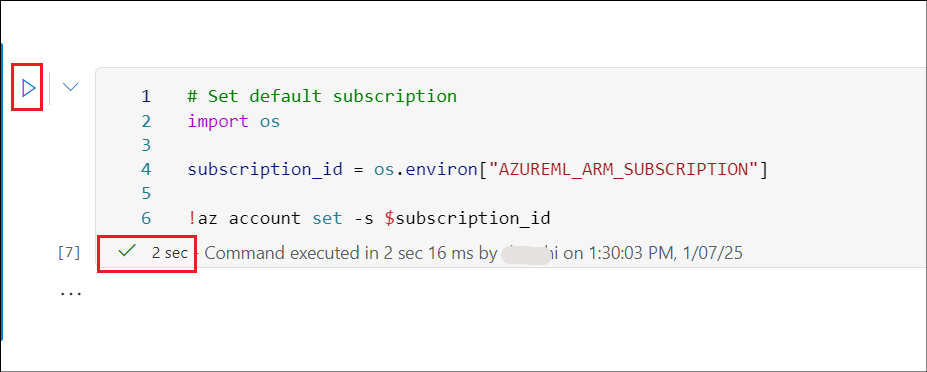 1 # Set default subscription
2 import os
3
4 subscription_id = os.environ["AZUREML_ARM_SUBSCRIPTION"]
5
6 !az account set -s $subscription_id
[7] 2 sec - Command executed in 2 sec 16 ms by hi on 1:30:03 PM, 1/07/25
...